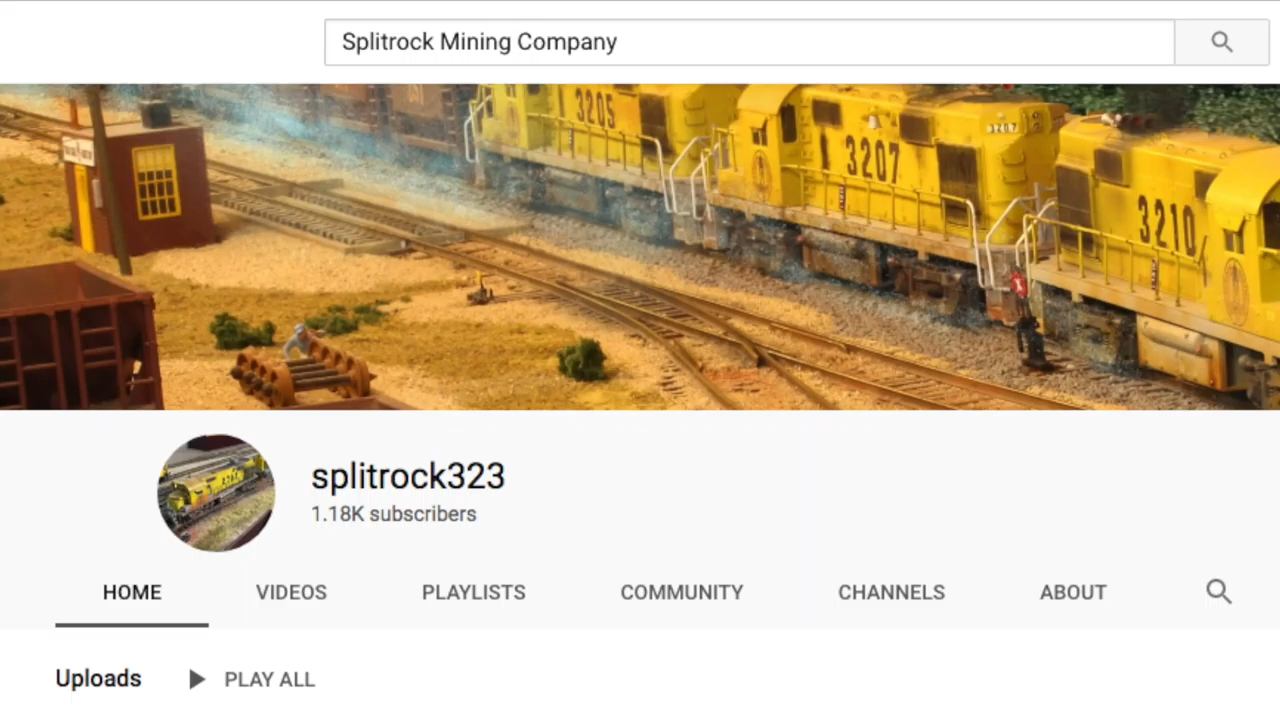 Splitrock Mining Company
3205
3207
3207
3210
splitrock323
1.18K subscribers
HOME VIDEOS PLAYLISTS COMMUNITY CHANNELS ABOUT
Uploads PLAY ALL